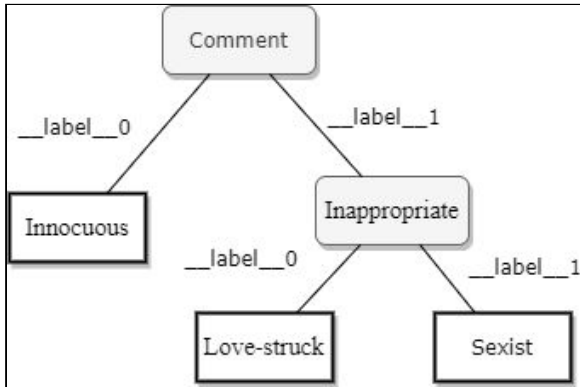 Comment
__label__0
__label__1
Innocuous
Inappropriate
__label__0
__label__1
Love-struck
Sexist